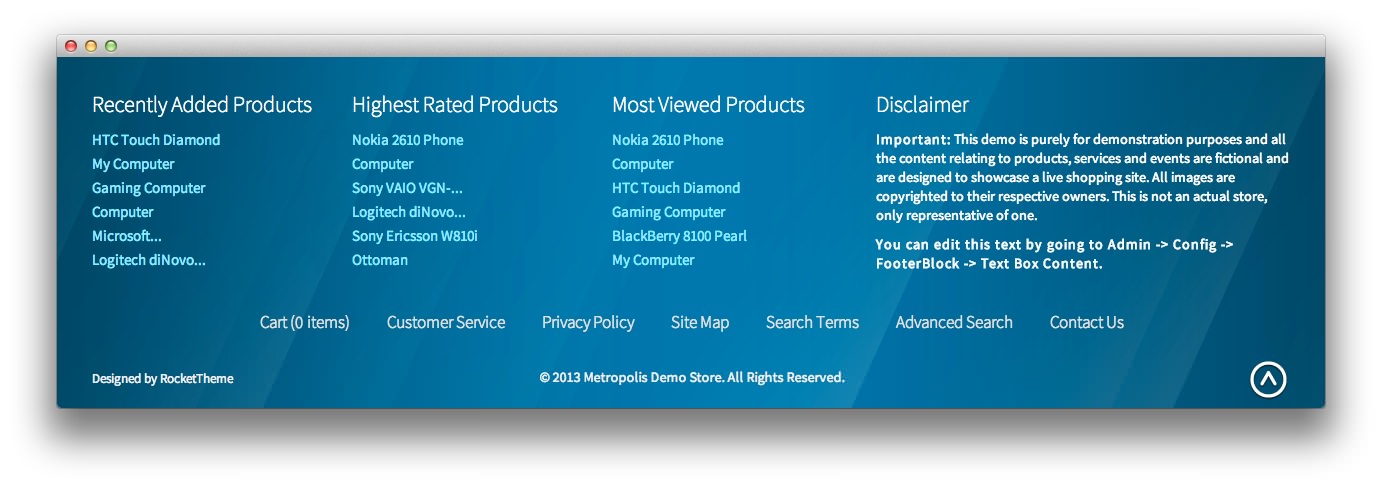 Recently Added Products
HTC Touch Diamond
My Computer
Gaming Computer
Computer
Microsoft...
Logitech diNovo...
Highest Rated Products
Nokia 2610 Phone
Computer
Sony VAIO VGN-...
Logitech diNovo...
Sony Ericsson W810i
Ottoman
Most Viewed Products
Nokia 2610 Phone
Computer
HTC Touch Diamond
Gaming Computer
BlackBerry 8100 Pearl
My Computer
Disclaimer
Important: This demo is purely for demonstration purposes and all
the content relating to products, services and events are fictional and
are designed to showcase a live shopping site. All images are
copyrighted to their respective owners. This is not an actual store,
only representative of one.
You can edit this text by going to Admin -> Config ->
FooterBlock -> Text Box Content.
Cart (0 items) Customer Service Privacy Policy Site Map Search Terms Advanced Search Contact Us
Designed by RocketTheme
© 2013 Metropolis Demo Store. All Rights Reserved.